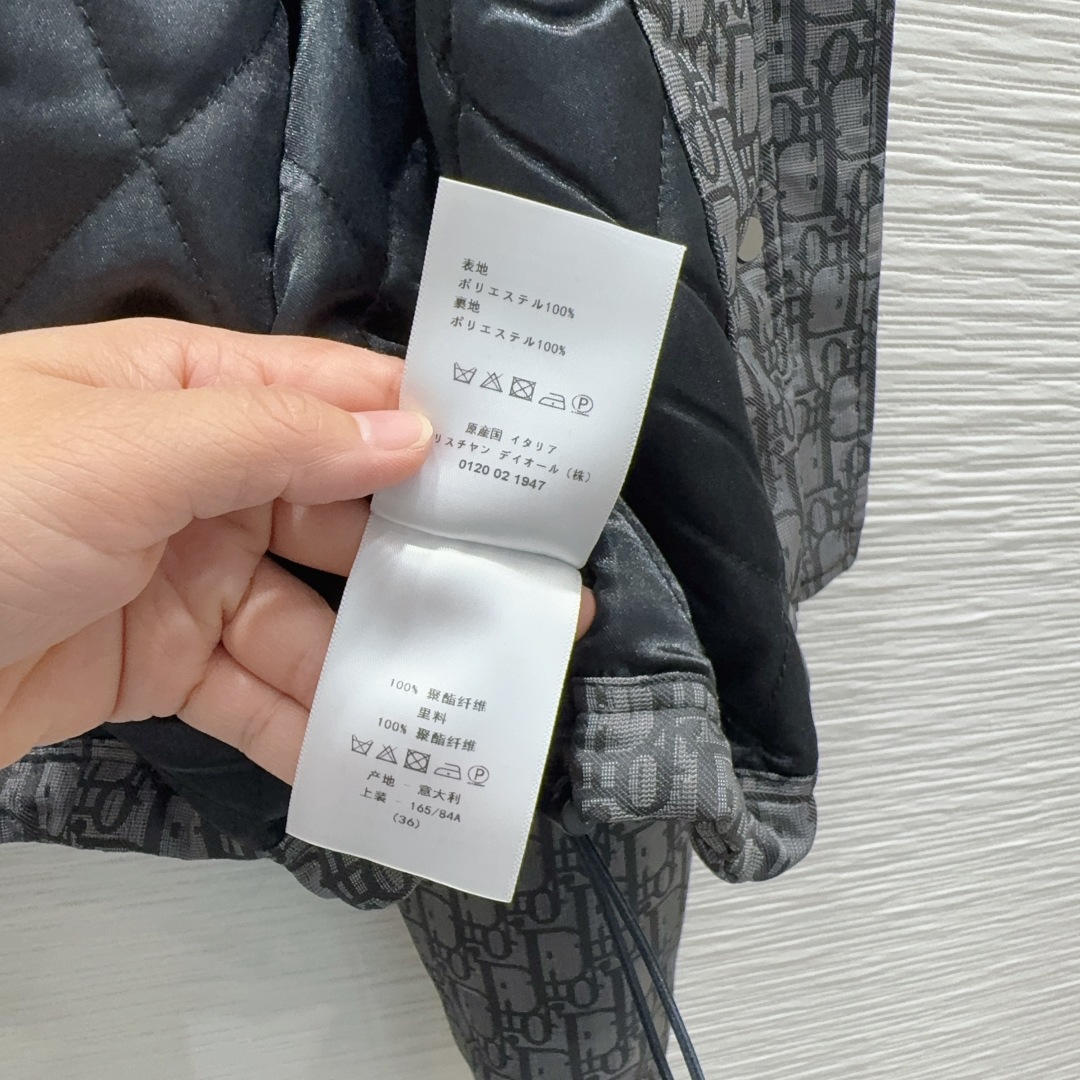 表地
ポリエステル100%
裏地
ポリエステル100%
P
原産国 イタリア
リスチヤン デイオール（株）
0120 02 1947
100% 聚酯纤维
里料
100% 聚酯纤维
P
产地 - 意大利
上装 - 165/84A
(36)